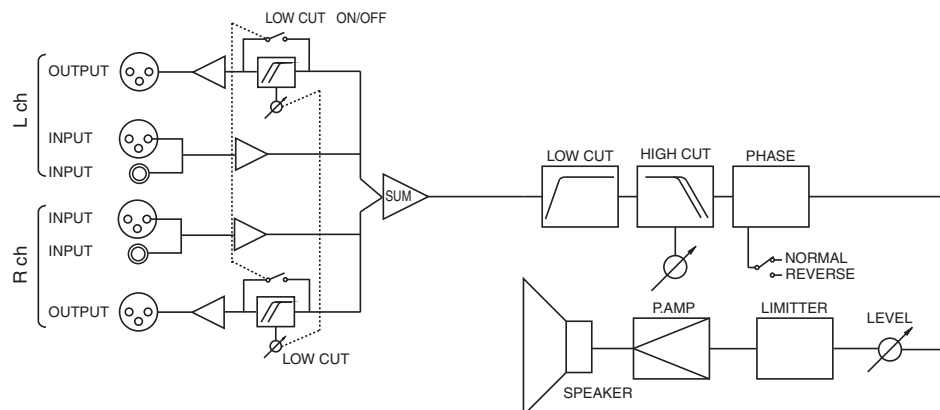 LOW CUT ON/OFF
L ch
OUTPUT
INPUT
INPUT
R ch
INPUT
INPUT
OUTPUT
LOW CUT
SUM
LOW CUT
HIGH CUT
PHASE
NORMAL
REVERSE
SPEAKER
P.AMP
LIMITTER
LEVEL